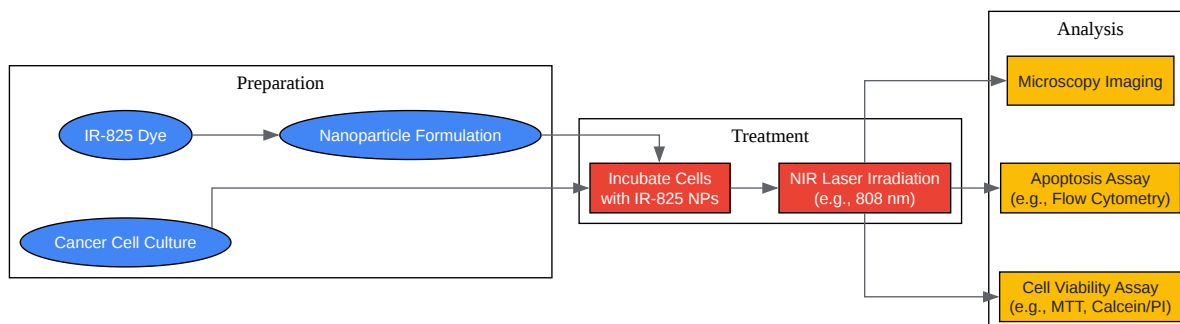 Preparation
IR-825 Dye
Nanoparticle Formulation
Cancer Cell Culture
Treatment
Incubate Cells
with IR-825 NPs
NIR Laser Irradiation
(e.g., 808 nm)
Analysis
Microscopy Imaging
Apoptosis Assay
(e.g., Flow Cytometry)
Cell Viability Assay
(e.g., MTT, Calcein/PI)